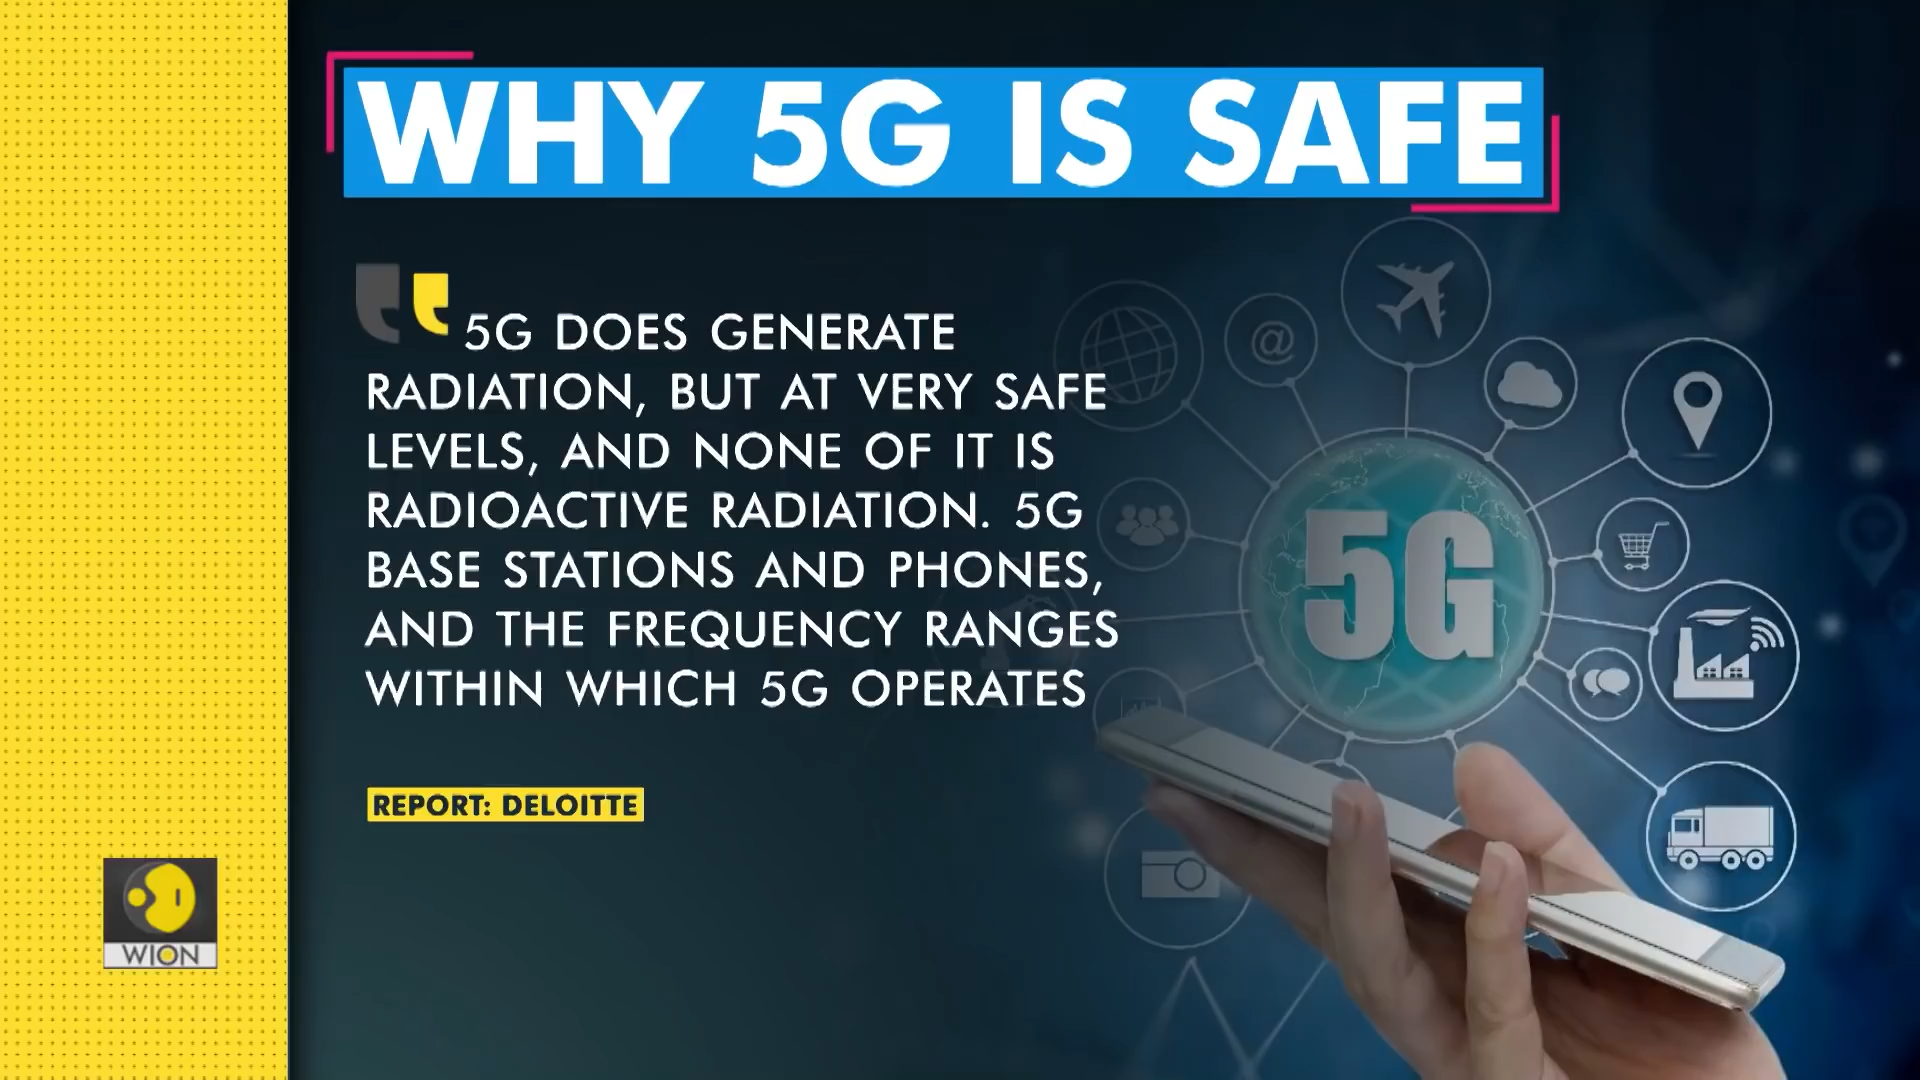 WHY 5G IS SAFE
5G DOES GENERATE
RADIATION, BUT AT VERY SAFE
LEVELS, AND NONE OF IT IS
RADIOACTIVE RADIATION. 5G
BASE STATIONS AND PHONES,
AND THE FREQUENCY RANGES
WITHIN WHICH 5G OPERATES
REPORT: DELOITTE
@
5G
WION